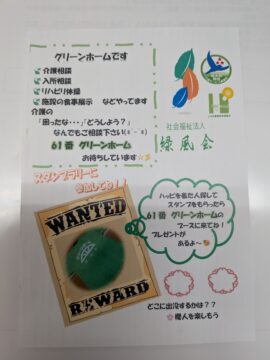 グリーンホームです
介護相談
入所相談
リハビリ体操
施設の食事展示　などやってます
介護の
「困ったな・・・」「どうしよう？」
なんでもご相談下さい(^-^)
61番 グリーンホーム
お待ちしています
社会福祉法人
緑風会
スタンプラリーに
参加してね！！
WANTED
REWARD
ハッピを着た人探して
スタンプをもらったら
61番 グリーンホームの
ブースに来てね！
プレゼントが
あるよ～
どこに出没するかは？？
魔人を楽しもう